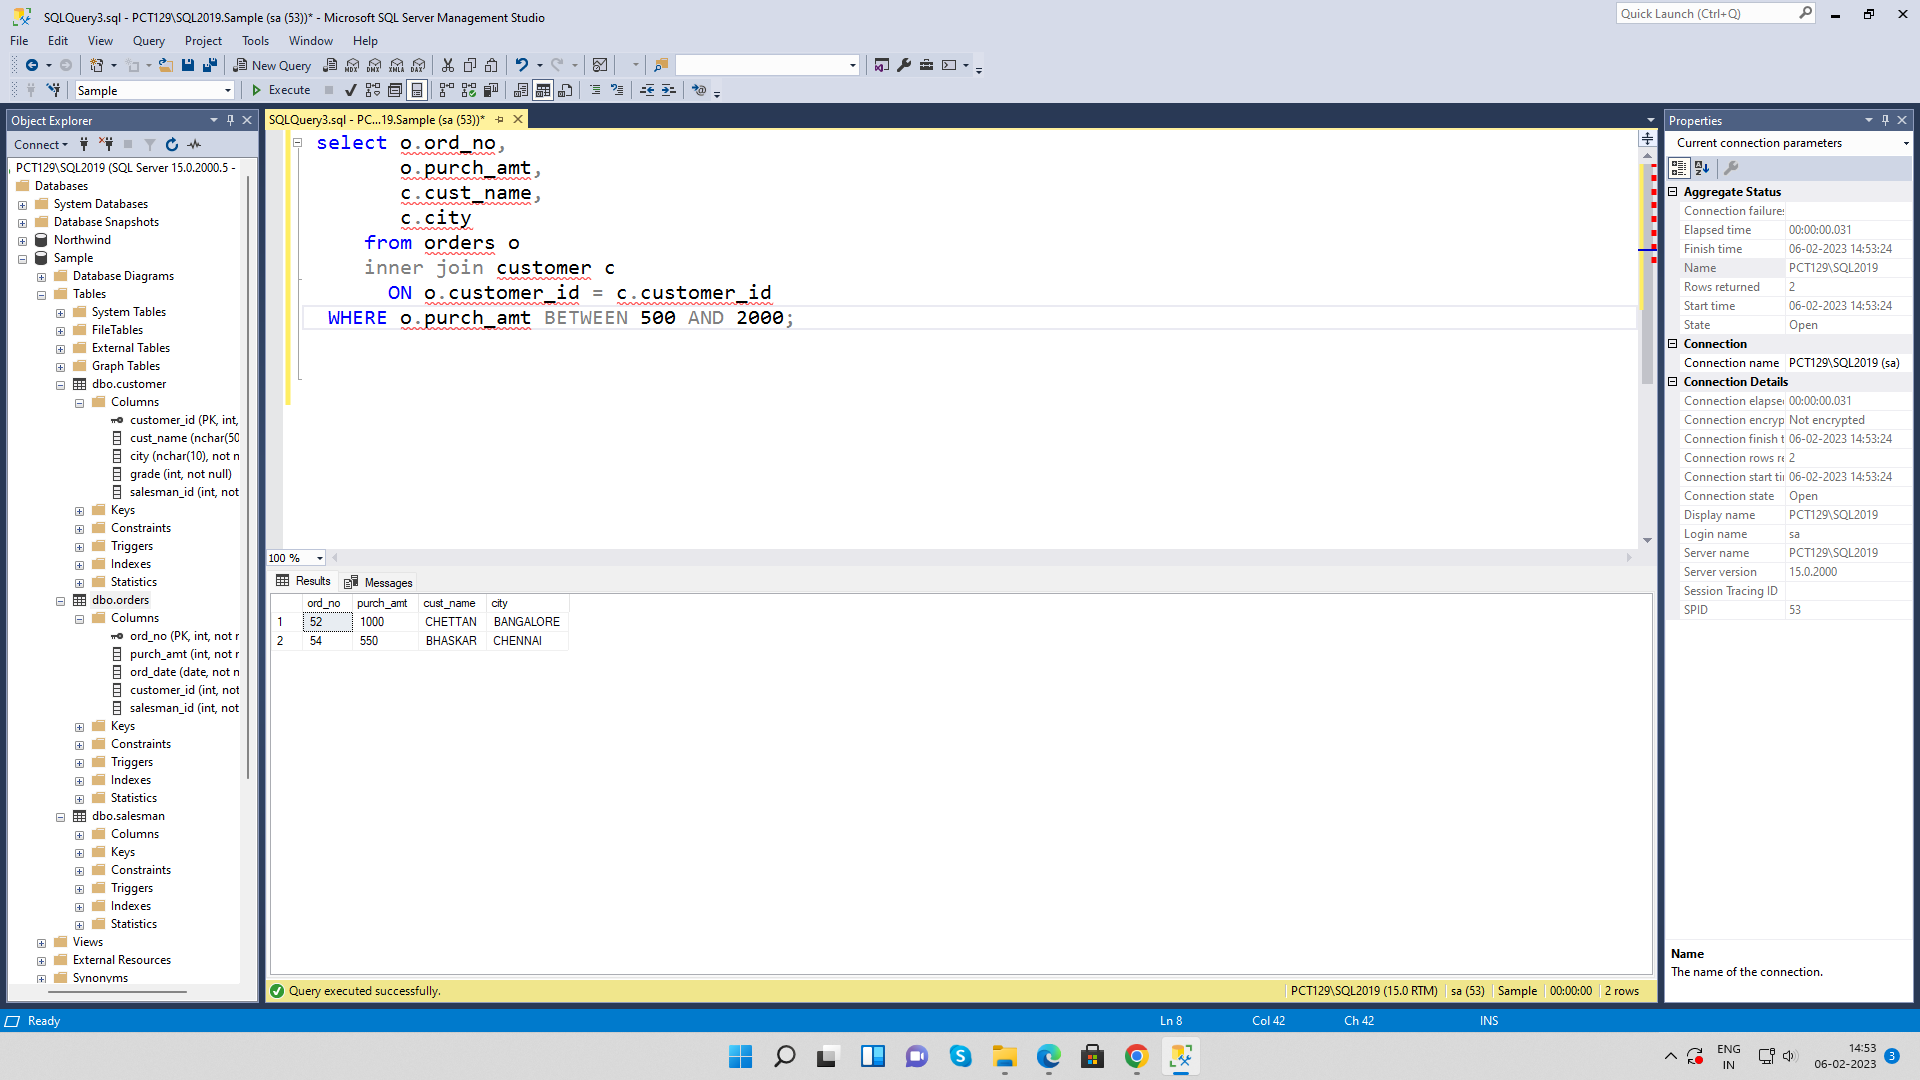 SQLQuery3.sql - PCT129\SQL2019.Sample (sa (53))* - Microsoft SQL Server Management Studio
Quick Launch (Ctrl+Q)
File Edit View Query Project Tools Window Help
New Query
MDX DMX XMLA DAX
Sample
Execute
Object Explorer
Connect
PCT129\SQL2019 (SQL Server 15.0.2000.5 -
Databases
System Databases
Database Snapshots
Northwind
Sample
Database Diagrams
Tables
System Tables
FileTables
External Tables
Graph Tables
dbo.customer
Columns
customer_id (PK, int,
cust_name (nchar(50
city (nchar(10), not n
grade (int, not null)
salesman_id (int, not
Keys
Constraints
Triggers
Indexes
Statistics
dbo.orders
Columns
ord_no (PK, int, not r
purch_amt (int, not r
ord_date (date, not n
customer_id (int, not
salesman_id (int, not
Keys
Constraints
Triggers
Indexes
Statistics
dbo.salesman
Columns
Keys
Constraints
Triggers
Indexes
Statistics
Views
External Resources
Synonyms
SQLQuery3.sql - PC...19.Sample (sa (53))*
select o.ord_no,
o.purch_amt,
c.cust_name,
c.city
from orders o
inner join customer c
ON o.customer_id = c.customer_id
WHERE o.purch_amt BETWEEN 500 AND 2000;
100 %
Results Messages
ord_no purch_amt cust_name city
1 52 1000 CHETTAN BANGALORE
2 54 550 BHASKAR CHENNAI
Query executed successfully.
PCT129\SQL2019 (15.0 RTM) sa (53) Sample 00:00:00 2 rows
Properties
Current connection parameters
Aggregate Status
Connection failures
Elapsed time 00:00:00.031
Finish time 06-02-2023 14:53:24
Name PCT129\SQL2019
Rows returned 2
Start time 06-02-2023 14:53:24
State Open
Connection
Connection name PCT129\SQL2019 (sa)
Connection Details
Connection elapse 00:00:00.031
Connection encryp Not encrypted
Connection finish t 06-02-2023 14:53:24
Connection rows re 2
Connection start ti 06-02-2023 14:53:24
Connection state Open
Display name PCT129\SQL2019
Login name sa
Server name PCT129\SQL2019
Server version 15.0.2000
Session Tracing ID
SPID 53
Name
The name of the connection.
Ready
Ln 8 Col 42 Ch 42 INS
ENG
IN
14:53
06-02-2023
3